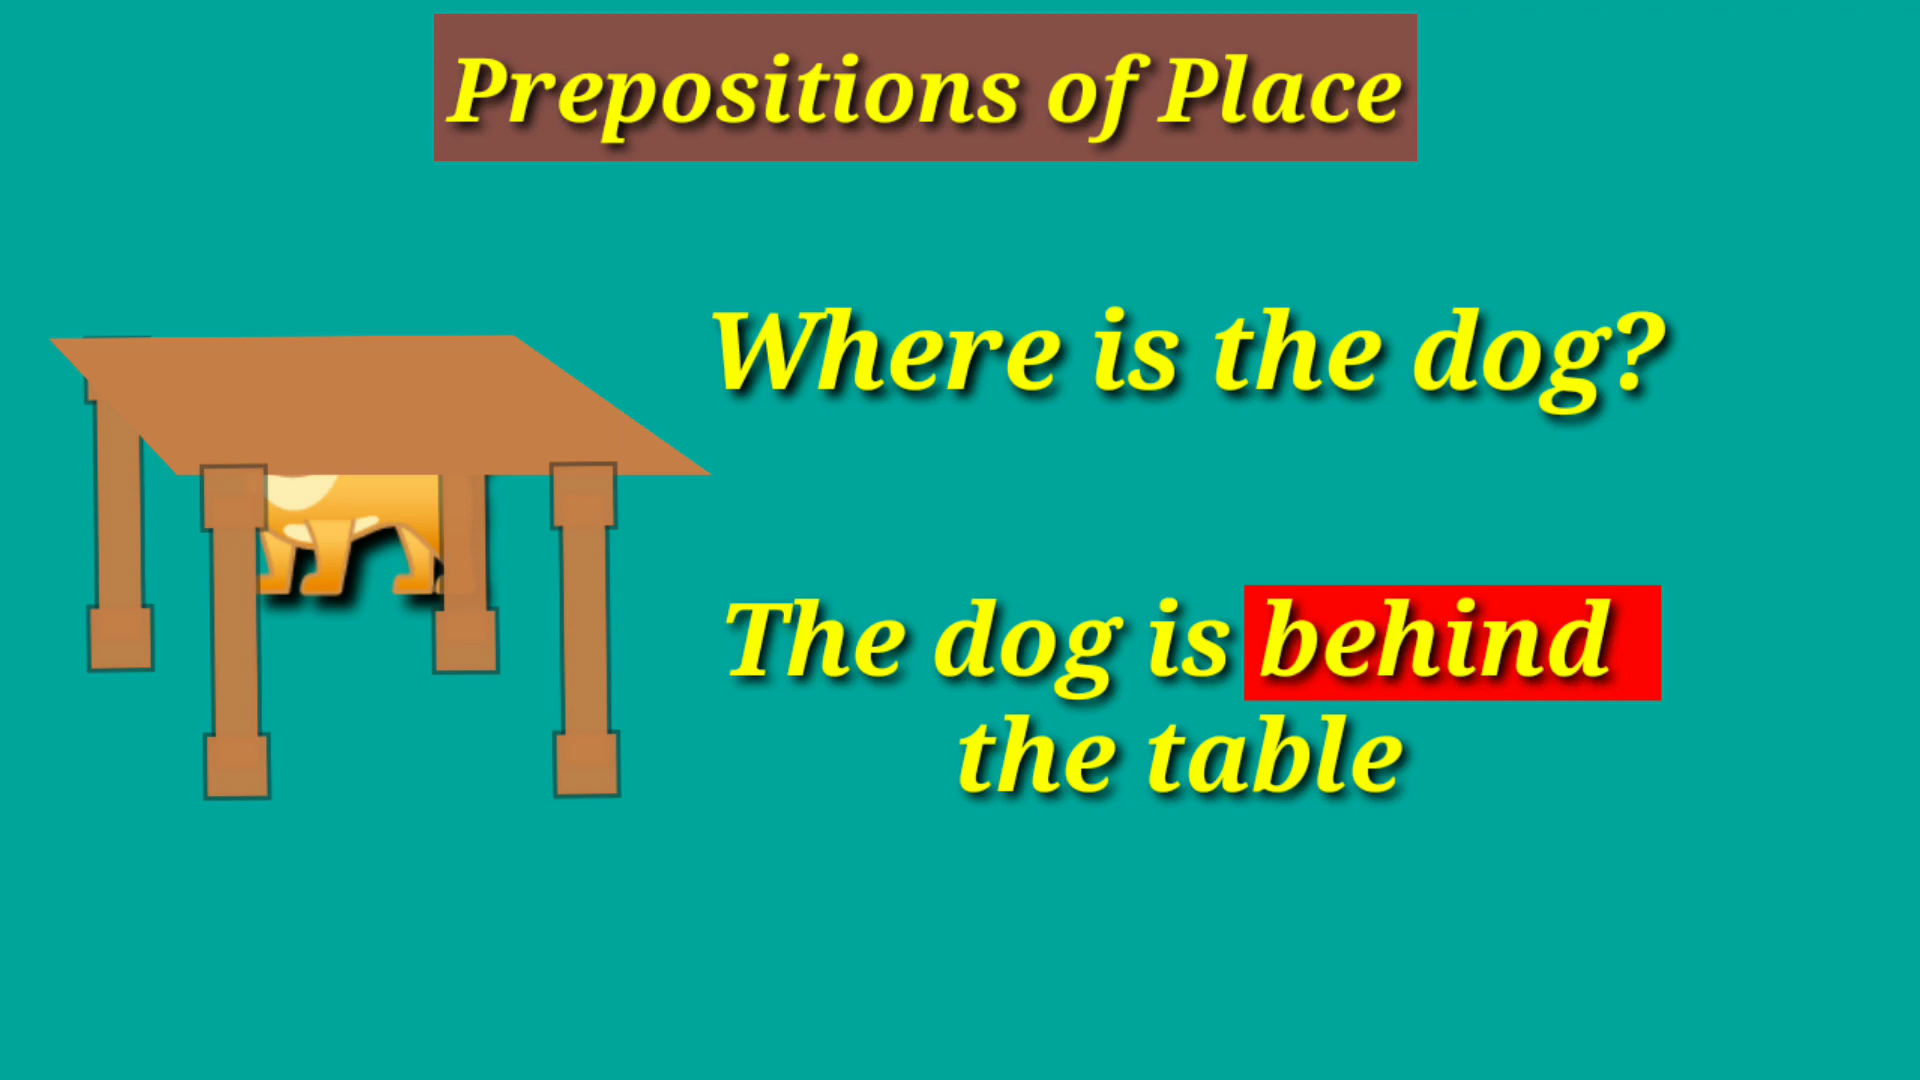 Prepositions of Place
Where is the dog?
The dog is behind
the table